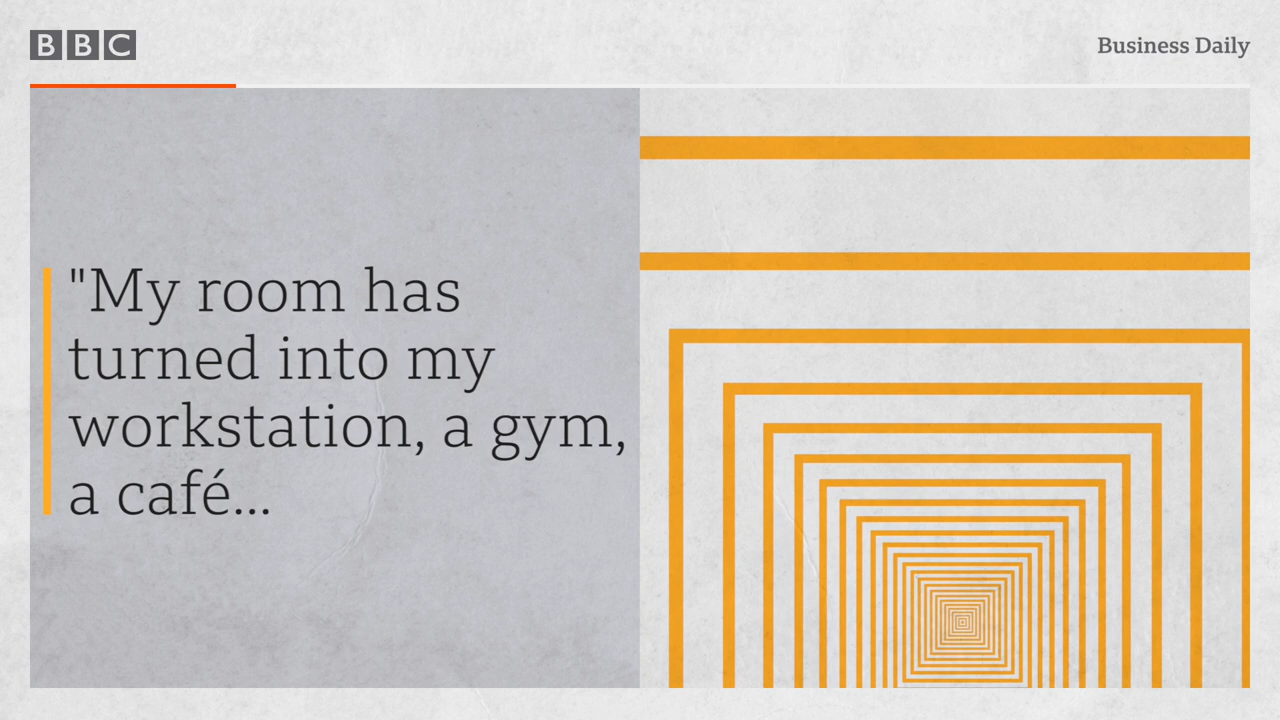 BBC
Business Daily
"My room has
turned into my
workstation, a gym,
a café...